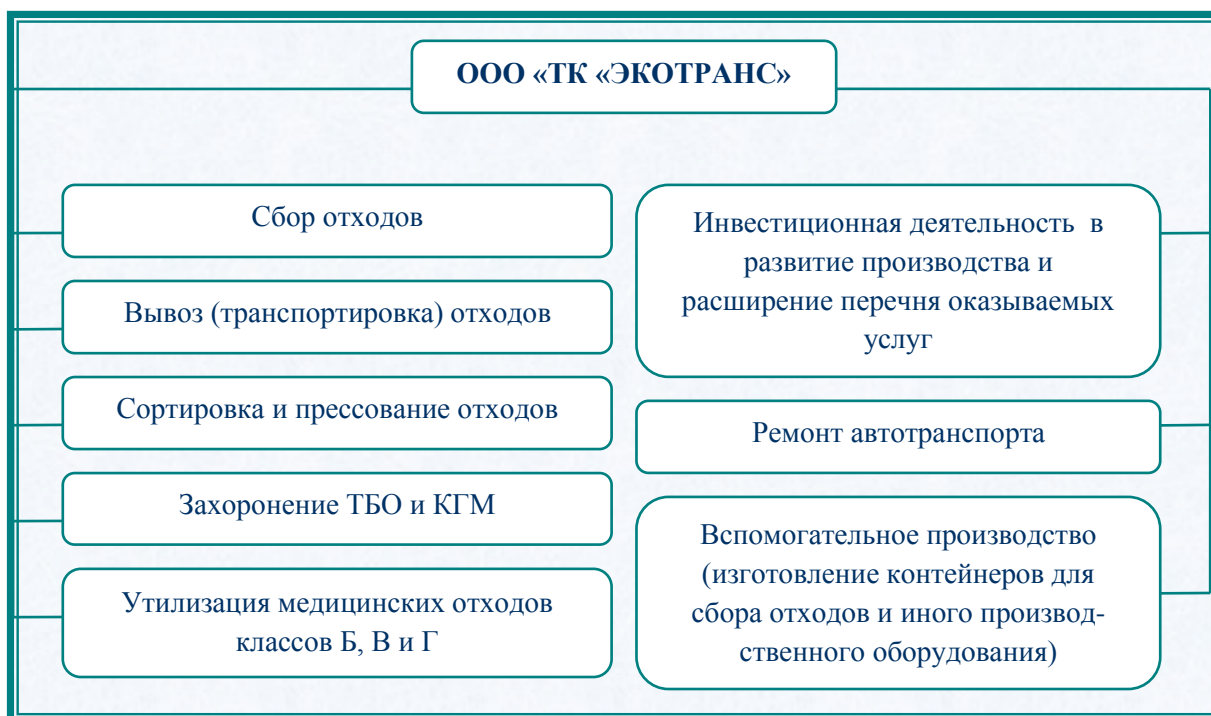 ООО «ТК «ЭКОТРАНС»
Сбор отходов
Вывоз (транспортировка) отходов
Сортировка и прессование отходов
Захоронение ТБО и КГМ
Утилизация медицинских отходов
классов Б, В и Г
Инвестиционная деятельность в
развитие производства и
расширение перечня оказываемых
услуг
Ремонт автотранспорта
Вспомогательное производство
(изготовление контейнеров для
сбора отходов и иного производ-
ственного оборудования)